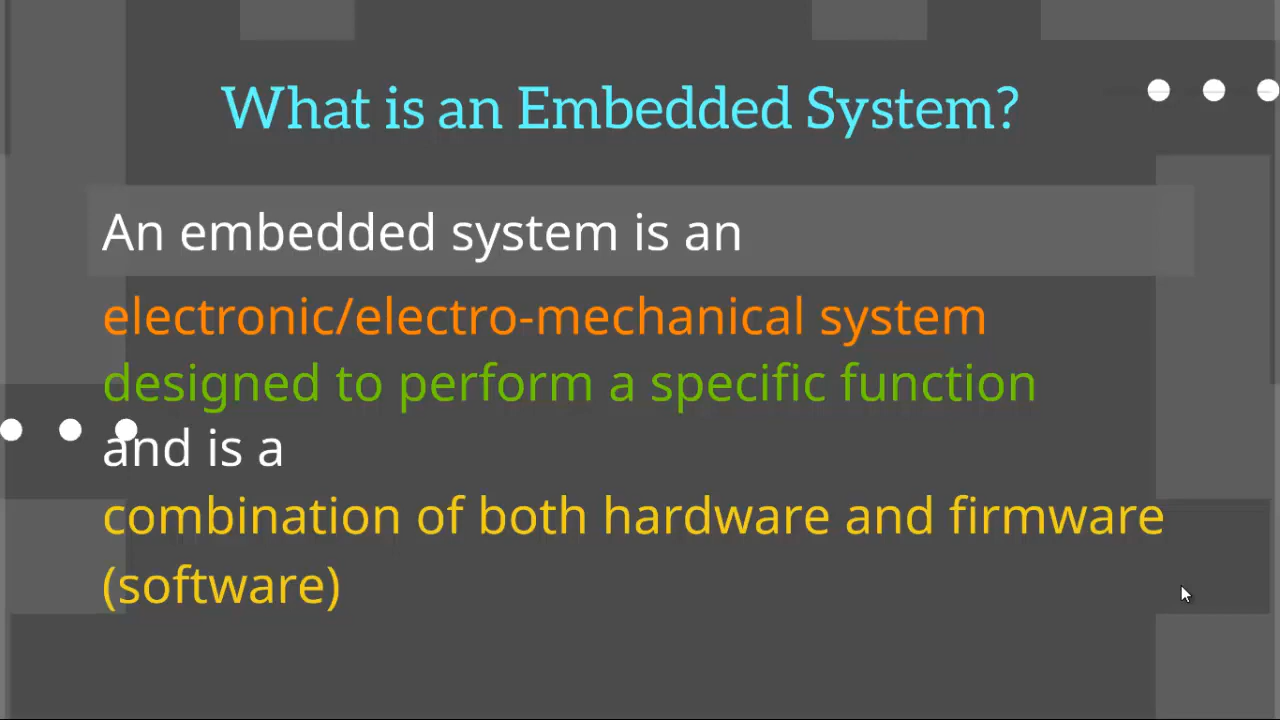 What is an Embedded System?
An embedded system is an
electronic/electro-mechanical system
designed to perform a specific function
and is a
combination of both hardware and firmware
(software)